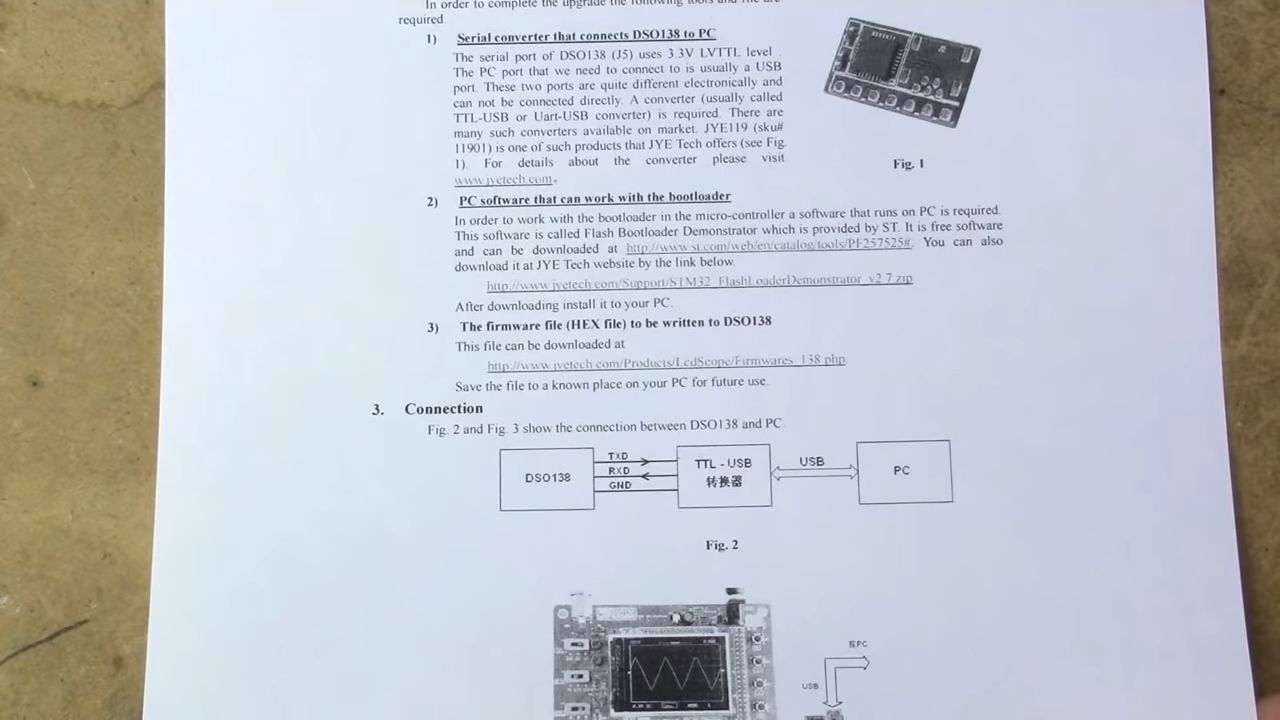 In order to complete the upgrade the following tools and file are
required.
1) Serial converter that connects DSO138 to PC
The serial port of DSO138 (J5) uses 3.3V LVTTL level .
The PC port that we need to connect to is usually a USB
port. These two ports are quite different electronically and
can not be connected directly. A converter (usually called
TTL-USB or Uart-USB converter) is required. There are
many such converters available on market. JYE119 (sku#
11901) is one of such products that JYE Tech offers (see Fig.
1). For details about the converter please visit
www.jyetech.com。
Fig. 1
2) PC software that can work with the bootloader
In order to work with the bootloader in the micro-controller a software that runs on PC is required.
This software is called Flash Bootloader Demonstrator which is provided by ST. It is free software
and can be downloaded at http://www.st.com/web/en/catalog/tools/PF257525#. You can also
download it at JYE Tech website by the link below.
http://www.jyetech.com/Support/STM32_FlashLoaderDemonstrator_v2.7.zip
After downloading install it to your PC.
3) The firmware file (HEX file) to be written to DSO138
This file can be downloaded at
http://www.jyetech.com/Products/LcdScope/Firmwares_138.php.
Save the file to a known place on your PC for future use.
3. Connection
Fig. 2 and Fig. 3 show the connection between DSO138 and PC.
DSO138
TXD
RXD
GND
TTL - USB
转换器
USB
PC
Fig. 2
PC
USB